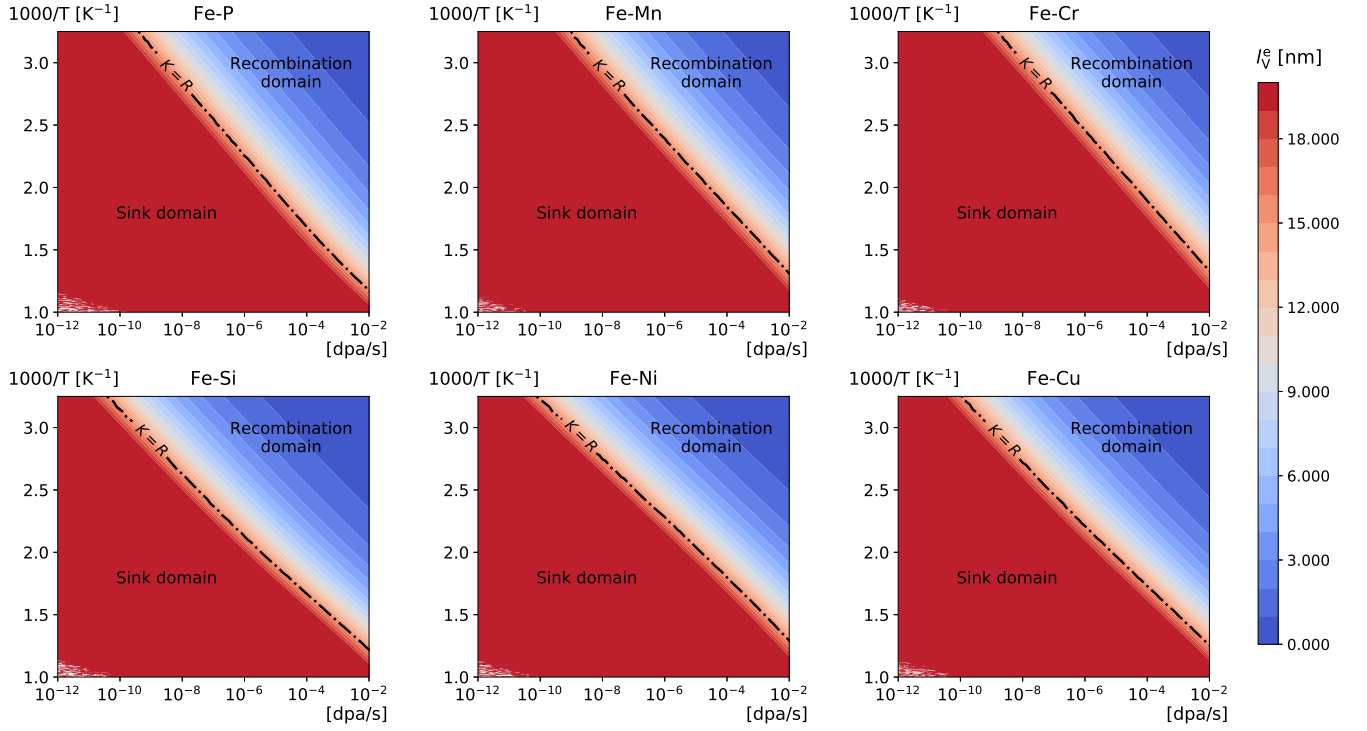 1000/T [K⁻¹] Fe-P
3.0
2.5
2.0
1.5
1.0
K = R
Recombination
domain
Sink domain
10⁻¹² 10⁻¹⁰ 10⁻⁸ 10⁻⁶ 10⁻⁴ 10⁻²
[dpa/s]
1000/T [K⁻¹] Fe-Mn
3.0
2.5
2.0
1.5
1.0
K = R
Recombination
domain
Sink domain
10⁻¹² 10⁻¹⁰ 10⁻⁸ 10⁻⁶ 10⁻⁴ 10⁻²
[dpa/s]
1000/T [K⁻¹] Fe-Cr
3.0
2.5
2.0
1.5
1.0
K = R
Recombination
domain
Sink domain
10⁻¹² 10⁻¹⁰ 10⁻⁸ 10⁻⁶ 10⁻⁴ 10⁻²
[dpa/s]
1000/T [K⁻¹] Fe-Si
3.0
2.5
2.0
1.5
1.0
K = R
Recombination
domain
Sink domain
10⁻¹² 10⁻¹⁰ 10⁻⁸ 10⁻⁶ 10⁻⁴ 10⁻²
[dpa/s]
1000/T [K⁻¹] Fe-Ni
3.0
2.5
2.0
1.5
1.0
K = R
Recombination
domain
Sink domain
10⁻¹² 10⁻¹⁰ 10⁻⁸ 10⁻⁶ 10⁻⁴ 10⁻²
[dpa/s]
1000/T [K⁻¹] Fe-Cu
3.0
2.5
2.0
1.5
1.0
K = R
Recombination
domain
Sink domain
10⁻¹² 10⁻¹⁰ 10⁻⁸ 10⁻⁶ 10⁻⁴ 10⁻²
[dpa/s]
l_V^e [nm]
18.000
15.000
12.000
9.000
6.000
3.000
0.000